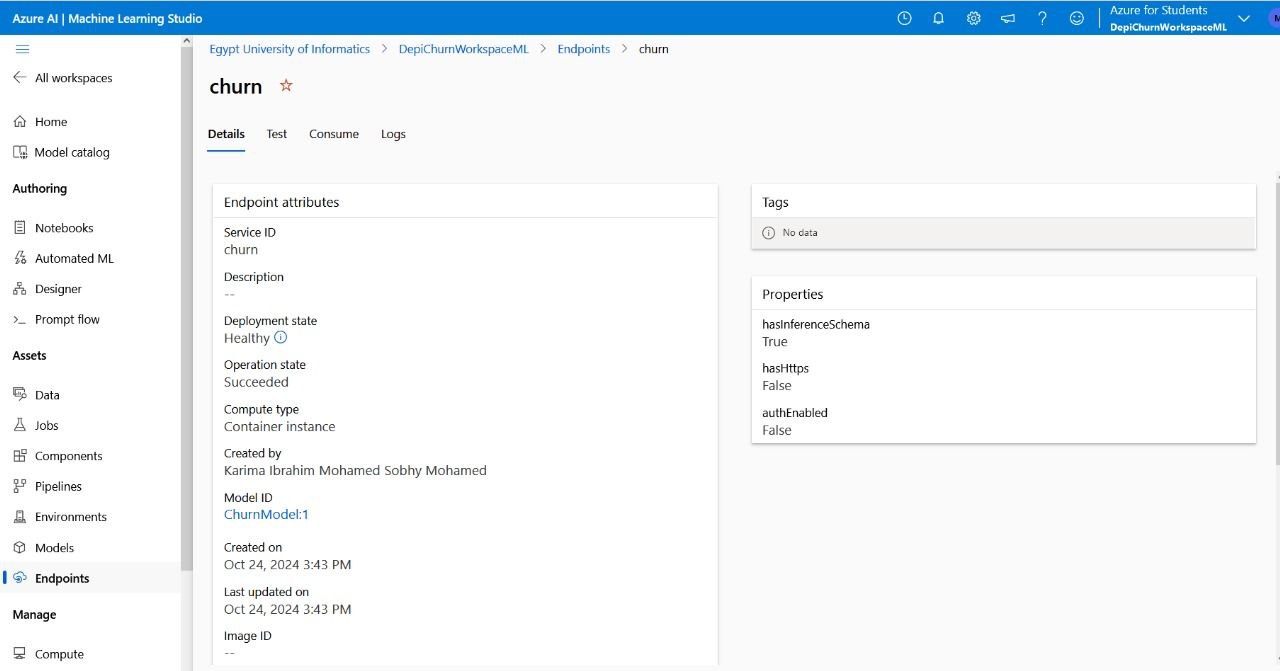 Azure AI | Machine Learning Studio
Azure for Students
DepiChurnWorkspaceML
M
All workspaces
Home
Model catalog
Authoring
Notebooks
Automated ML
Designer
Prompt flow
Assets
Data
Jobs
Components
Pipelines
Environments
Models
Endpoints
Manage
Compute
Egypt University of Informatics > DepiChurnWorkspaceML > Endpoints > churn
churn
Details Test Consume Logs
Endpoint attributes
Service ID
churn
Description
--
Deployment state
Healthy
Operation state
Succeeded
Compute type
Container instance
Created by
Karima Ibrahim Mohamed Sobhy Mohamed
Model ID
ChurnModel:1
Created on
Oct 24, 2024 3:43 PM
Last updated on
Oct 24, 2024 3:43 PM
Image ID
--
Tags
No data
Properties
hasInferenceSchema
True
hasHttps
False
authEnabled
False